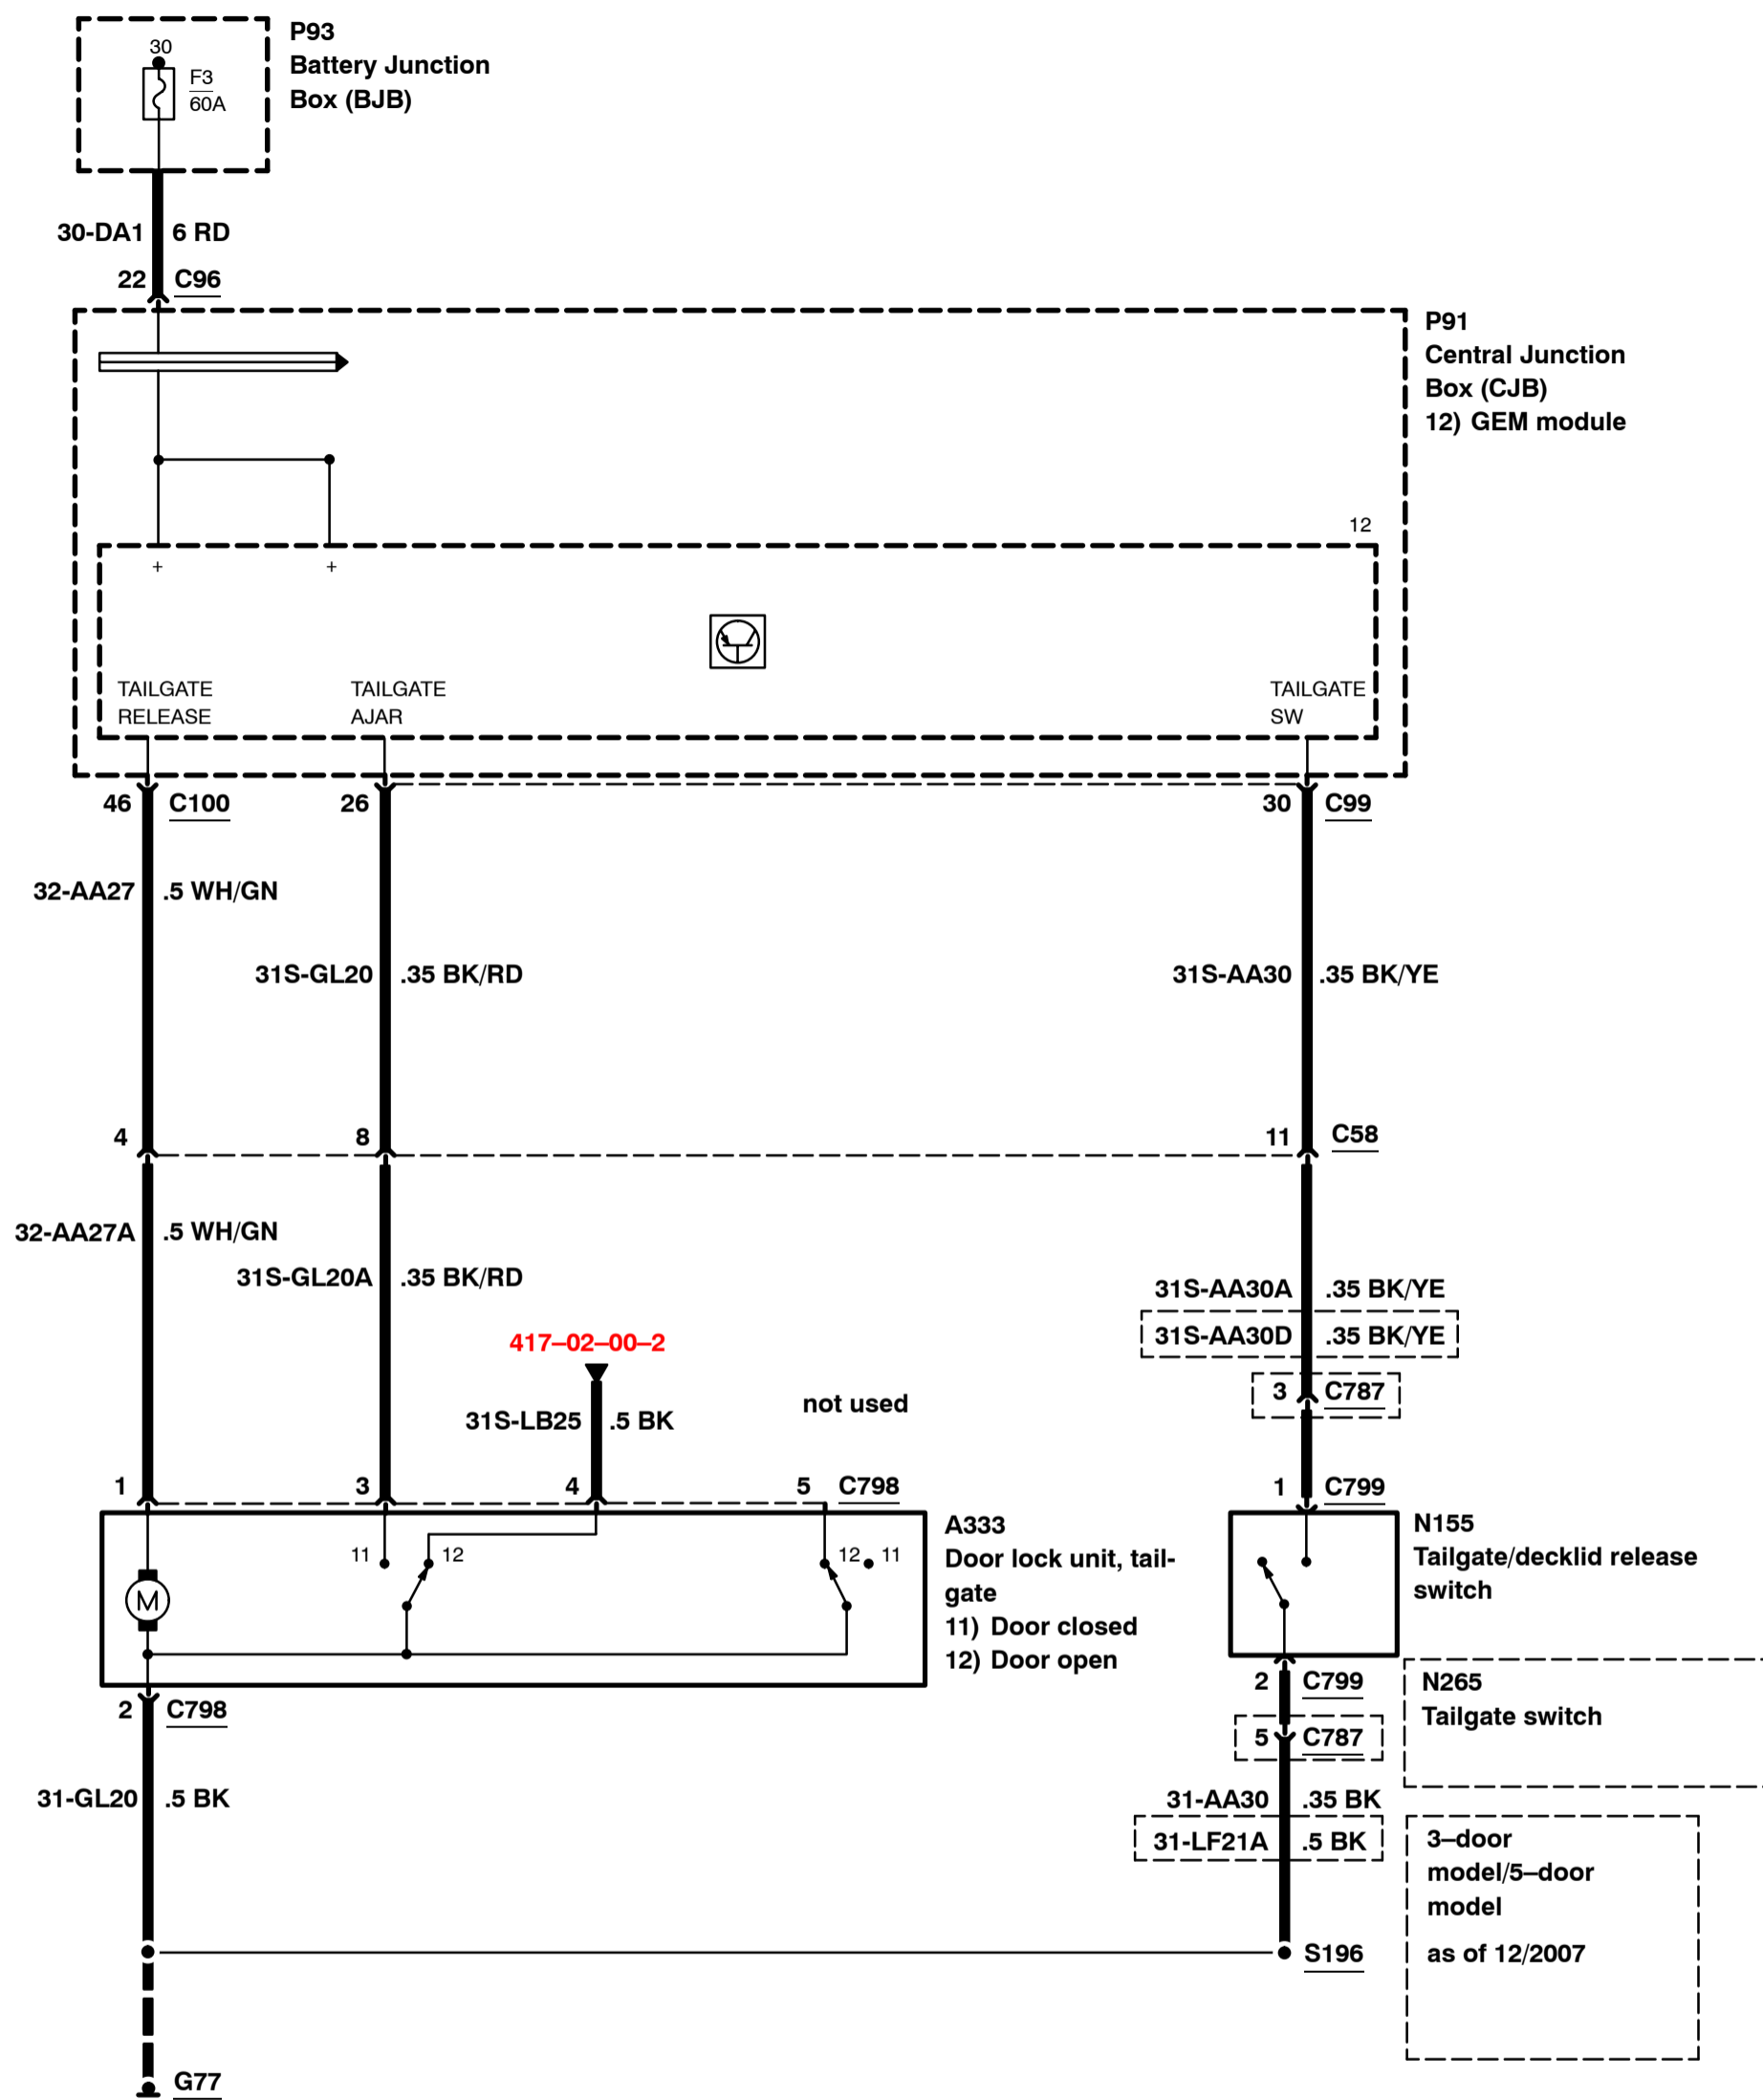 P93
Battery Junction
Box (BJB)
30
F3
60A
30-DA1 6 RD
22 C96
P91
Central Junction
Box (CJB)
12) GEM module
12
+ +
TAILGATE
RELEASE
TAILGATE
AJAR
TAILGATE
SW
46 C100 26 30 C99
32-AA27 .5 WH/GN
31S-GL20 .35 BK/RD 31S-AA30 .35 BK/YE
4 8 11 C58
32-AA27A .5 WH/GN
31S-GL20A .35 BK/RD 31S-AA30A .35 BK/YE
31S-AA30D .35 BK/YE
417–02–00–2
3 C787
not used
31S-LB25 .5 BK
1 3 4 5 C798 1 C799
A333
Door lock unit, tail-
gate
11) Door closed
12) Door open
11 12 12 11
M
N155
Tailgate/decklid release
switch
2 C798
2 C799
N265
Tailgate switch
5 C787
31-GL20 .5 BK
31-AA30 .35 BK
31-LF21A .5 BK
3–door
model/5–door
model
as of 12/2007
S196
G77